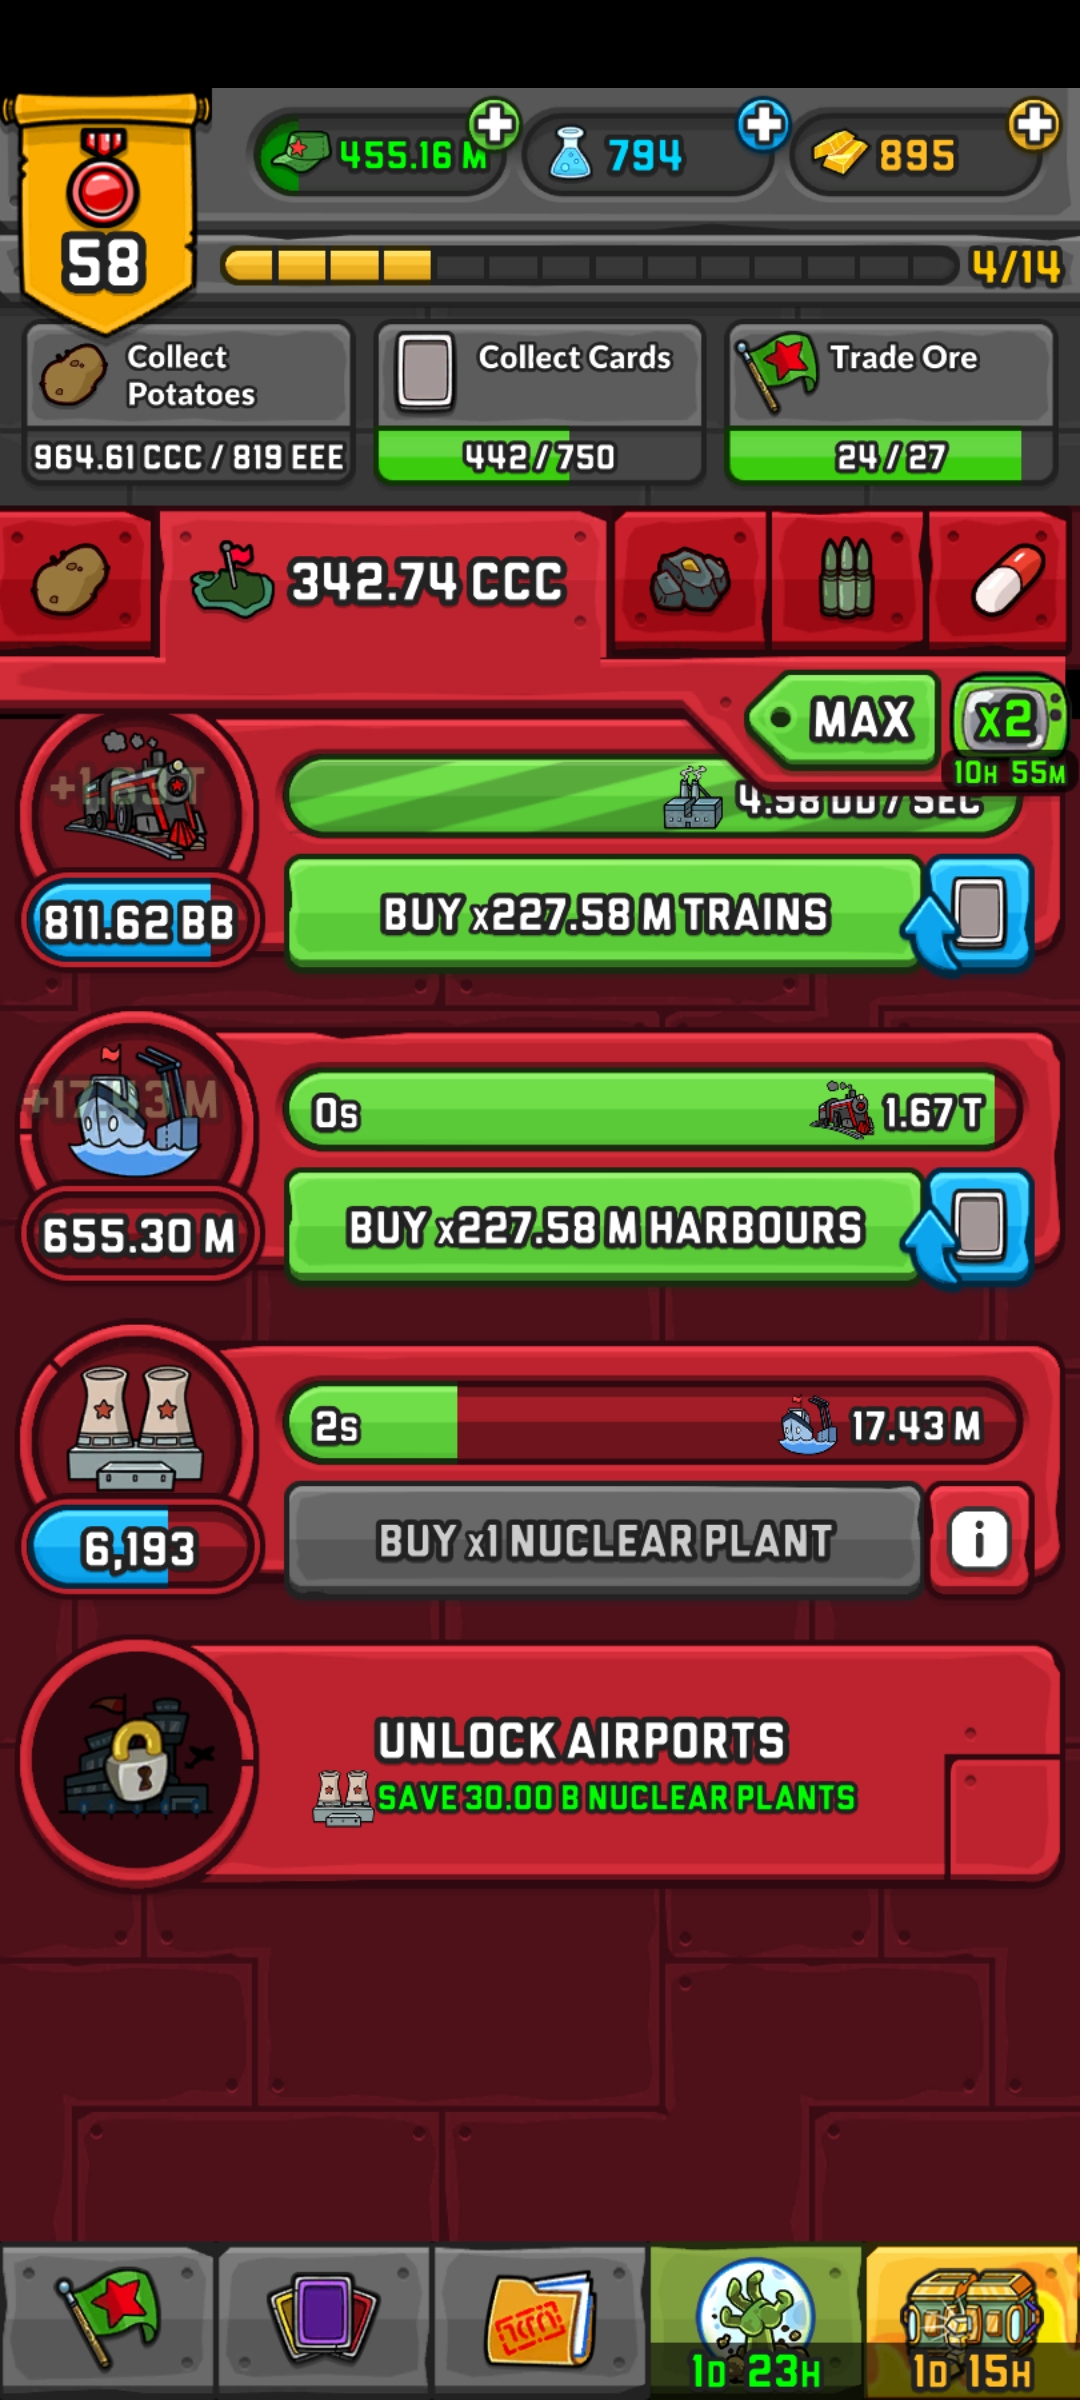 455.16 M
794
895
58
4/14
Collect
Potatoes
964.61 CCC / 819 EEE
Collect Cards
442/750
Trade Ore
24/27
342.74 CCC
MAX
x2
10H 55M
811.62 BB
BUY x227.58 M TRAINS
+17.43 M
0s
1.67 T
655.30 M
BUY x227.58 M HARBOURS
2s
17.43 M
6,193
BUY x1 NUCLEAR PLANT
i
UNLOCK AIRPORTS
SAVE 30.00 B NUCLEAR PLANTS
1D 23H
1D 15H